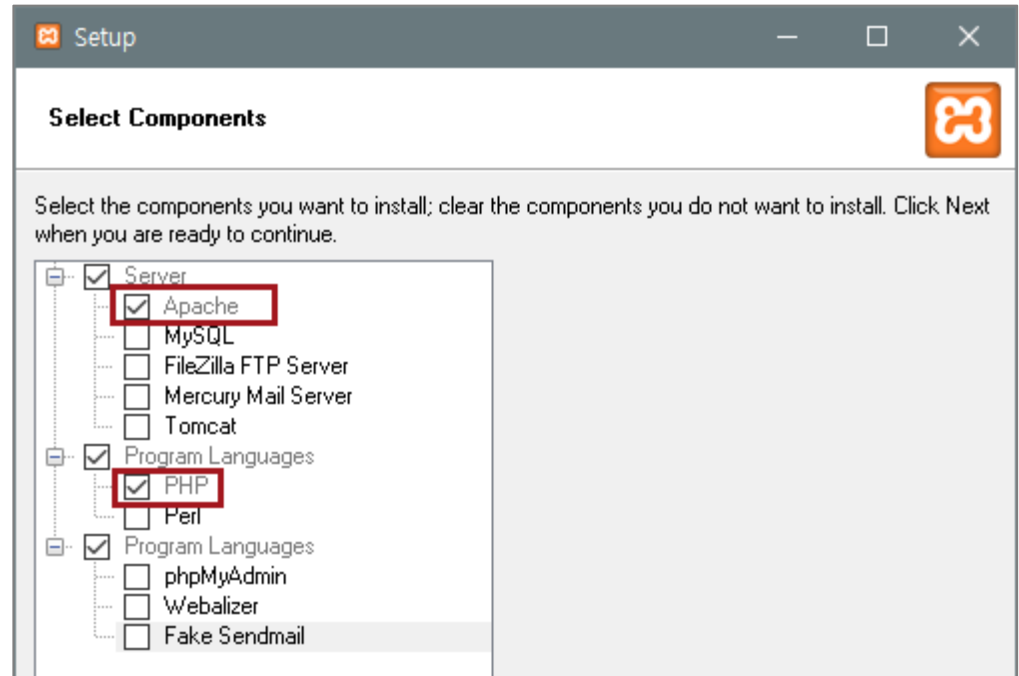 Setup
Select Components
Select the components you want to install; clear the components you do not want to install. Click Next
when you are ready to continue.
Server
Apache
MySQL
FileZilla FTP Server
Mercury Mail Server
Tomcat
Program Languages
PHP
Perl
Program Languages
phpMyAdmin
Webalizer
Fake Sendmail